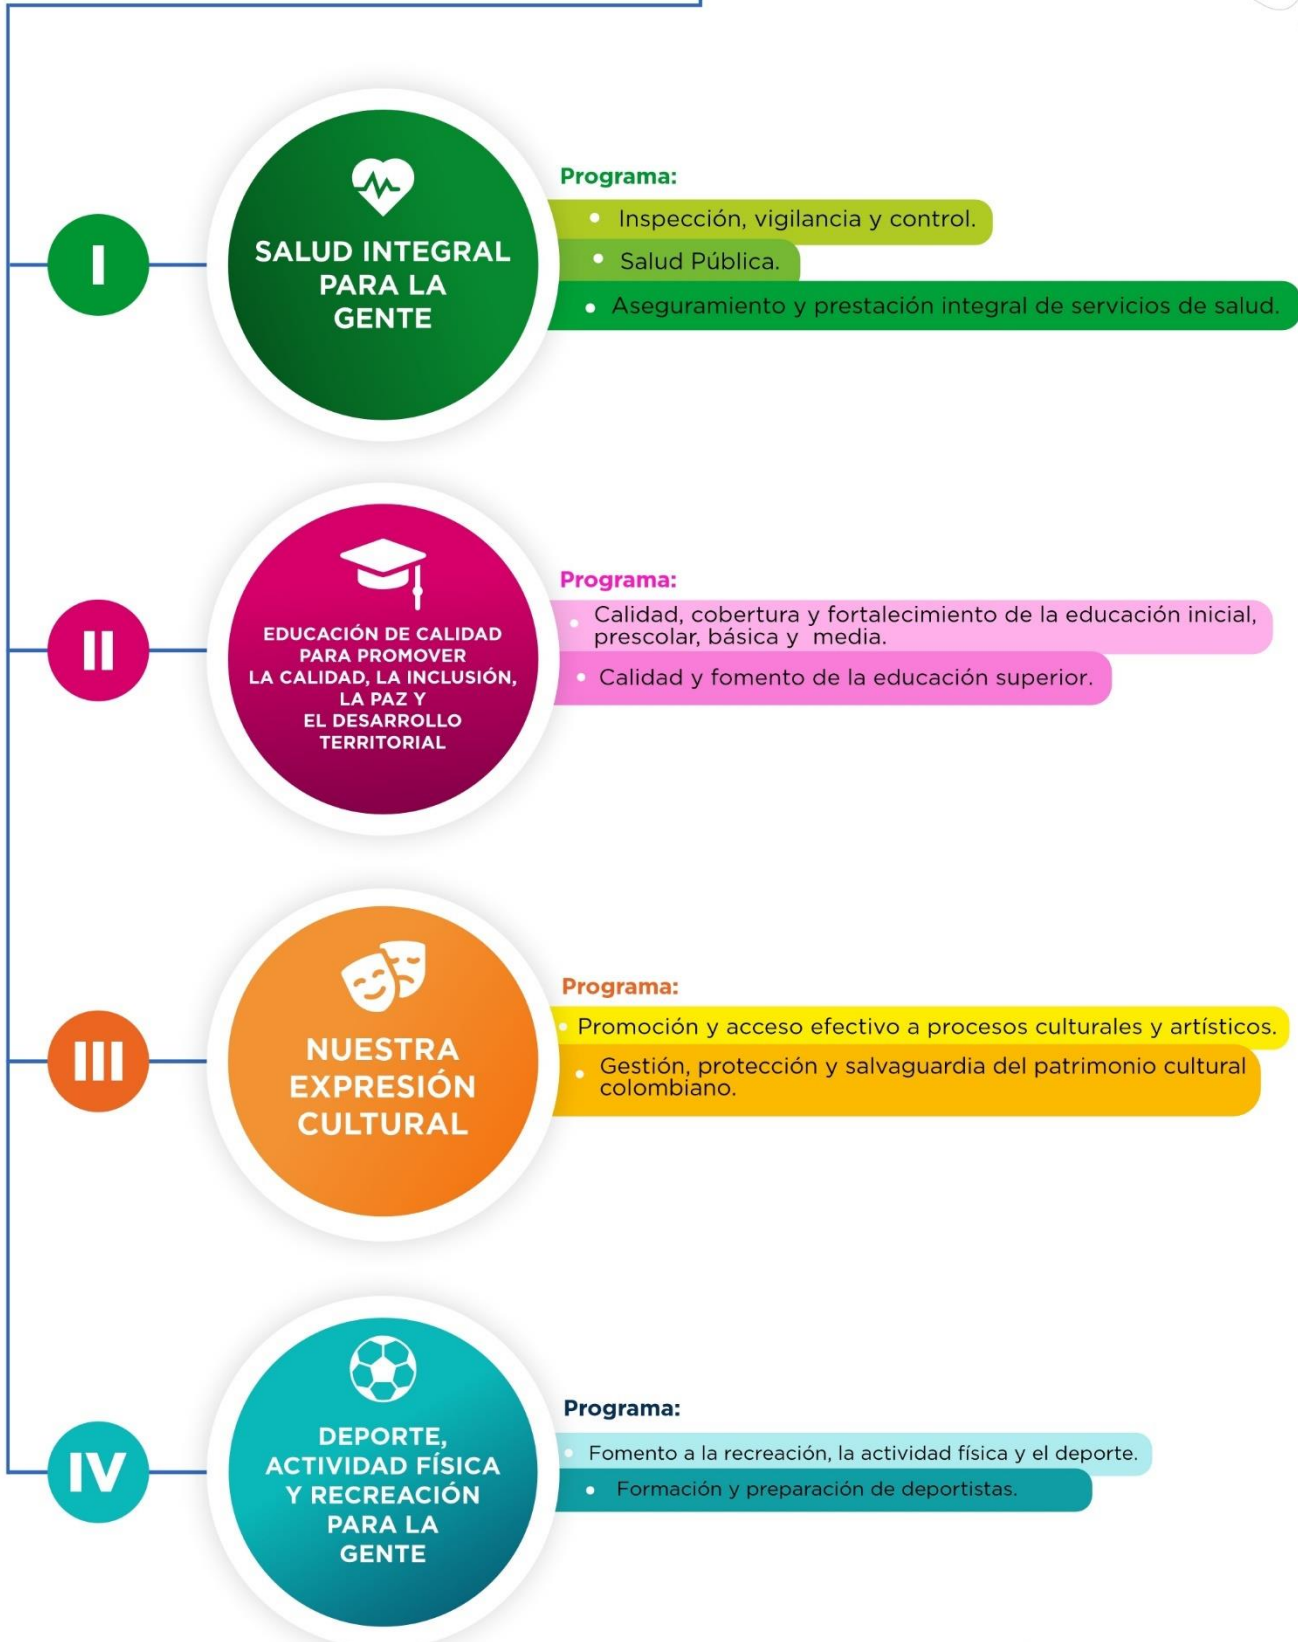 I
SALUD INTEGRAL
PARA LA
GENTE
Programa:
• Inspección, vigilancia y control.
• Salud Pública.
• Aseguramiento y prestación integral de servicios de salud.
II
EDUCACIÓN DE CALIDAD
PARA PROMOVER
LA CALIDAD, LA INCLUSIÓN,
LA PAZ Y
EL DESARROLLO
TERRITORIAL
Programa:
• Calidad, cobertura y fortalecimiento de la educación inicial,
prescolar, básica y media.
• Calidad y fomento de la educación superior.
III
NUESTRA
EXPRESIÓN
CULTURAL
Programa:
• Promoción y acceso efectivo a procesos culturales y artísticos.
• Gestión, protección y salvaguardia del patrimonio cultural
colombiano.
IV
DEPORTE,
ACTIVIDAD FÍSICA
Y RECREACIÓN
PARA LA
GENTE
Programa:
• Fomento a la recreación, la actividad física y el deporte.
• Formación y preparación de deportistas.